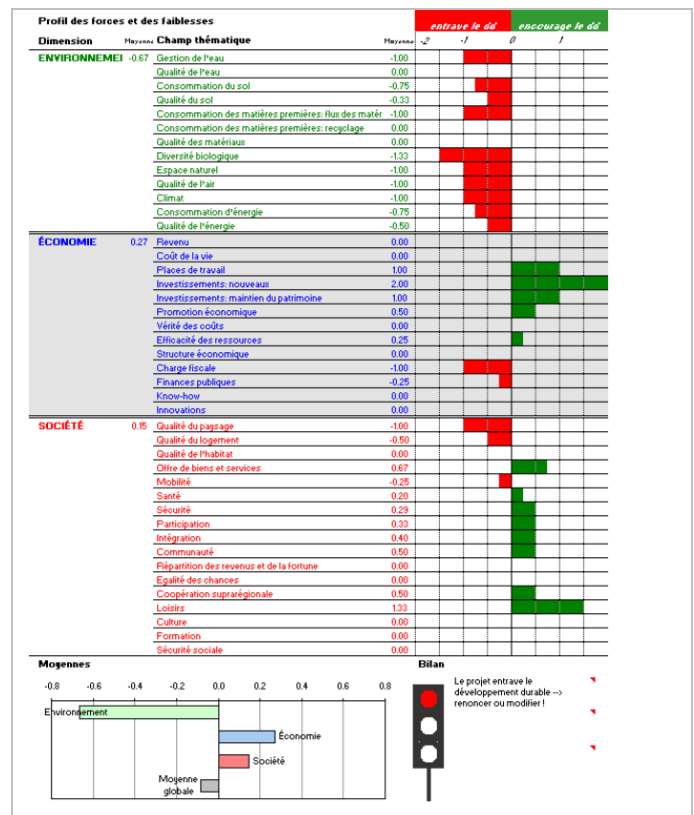 Profil des forces et des faiblesses
entrave le dd encourage le dd
Dimension Moyenne Champ thématique Moyenne -2 -1 0 1
ENVIRONNEMEI -0.67 Gestion de l'eau -1.00
Qualité de l'eau 0.00
Consommation du sol -0.75
Qualité du sol -0.33
Consommation des matières premières: flux des matér -1.00
Consommation des matières premières: recyclage 0.00
Qualité des matériaux 0.00
Diversité biologique -1.33
Espace naturel -1.00
Qualité de l'air -1.00
Climat -1.00
Consommation d'énergie -0.75
Qualité de l'énergie -0.50
ÉCONOMIE 0.27 Revenu 0.00
Coût de la vie 0.00
Places de travail 1.00
Investissements: nouveaux 2.00
Investissements: maintien du patrimoine 1.00
Promotion économique 0.50
Vérité des coûts 0.00
Efficacité des ressources 0.25
Structure économique 0.00
Charge fiscale -1.00
Finances publiques -0.25
Know-how 0.00
Innovations 0.00
SOCIÉTÉ 0.15 Qualité du paysage -1.00
Qualité du logement -0.50
Qualité de l'habitat 0.00
Offre de biens et services 0.67
Mobilité -0.25
Santé 0.20
Sécurité 0.29
Participation 0.33
Intégration 0.40
Communauté 0.50
Répartition des revenus et de la fortune 0.00
Egalité des chances 0.00
Coopération suprarégionale 0.50
Loisirs 1.33
Culture 0.00
Formation 0.00
Sécurité sociale 0.00
Moyennes
-0.8 -0.6 -0.4 -0.2 0.0 0.2 0.4 0.6 0.8
Environnement
Économie
Société
Moyenne
globale
Bilan
Le projet entrave le
développement durable -->
renoncer ou modifier !